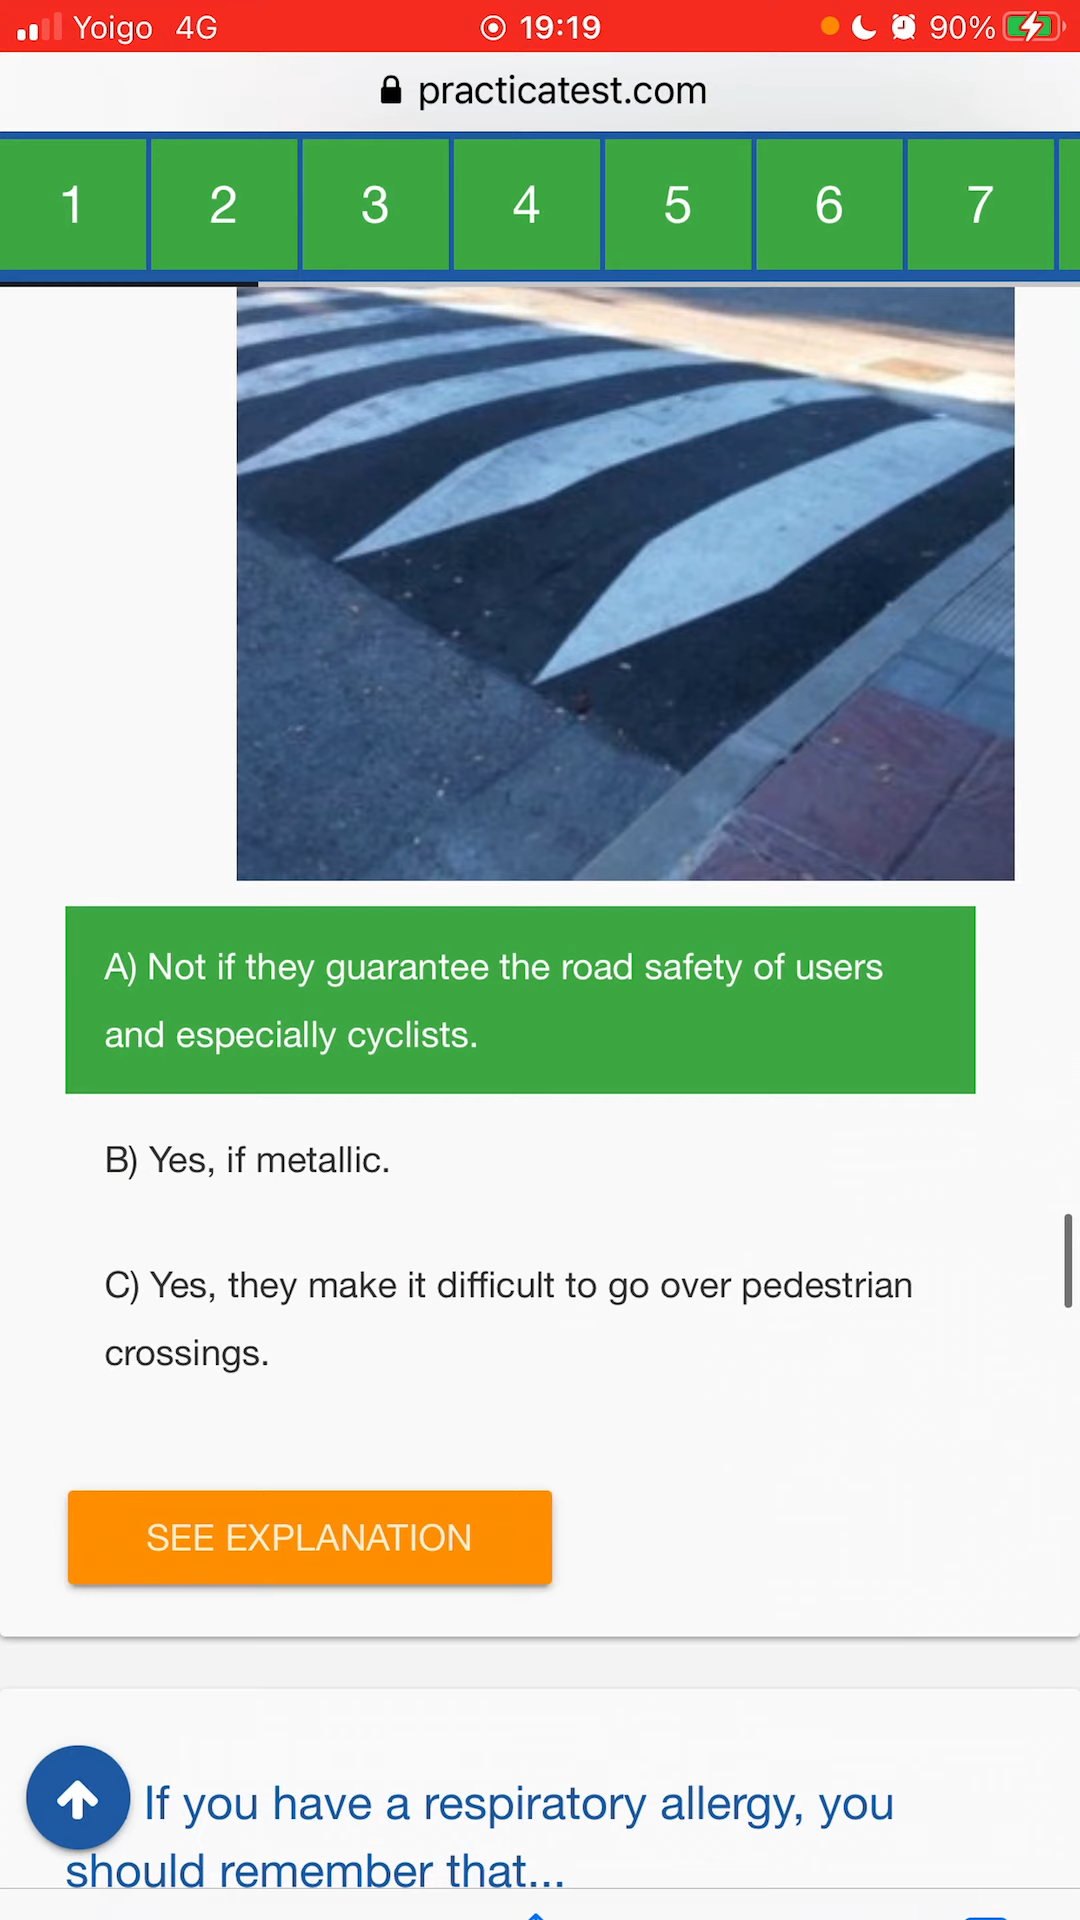 Yoigo 4G 19:19 90%
practicatest.com
1 2 3 4 5 6 7
A) Not if they guarantee the road safety of users
and especially cyclists.
B) Yes, if metallic.
C) Yes, they make it difficult to go over pedestrian
crossings.
SEE EXPLANATION
If you have a respiratory allergy, you
should remember that...